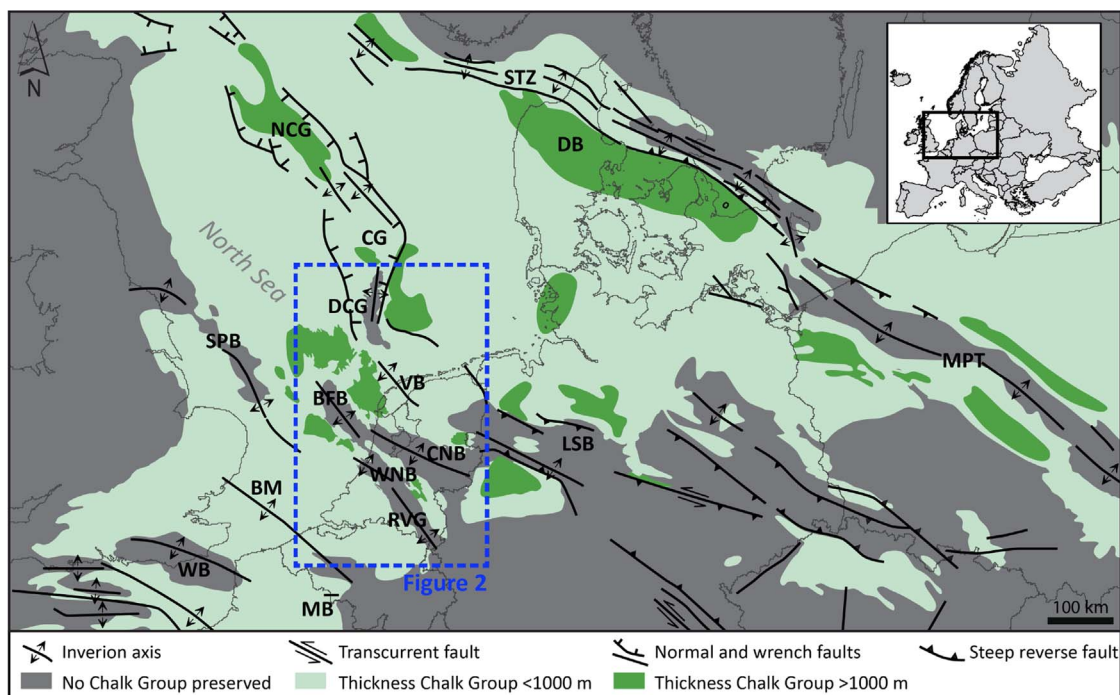 N
STZ
NCG
DB
North Sea
CG
DCG
SPB
MPT
VB
BFB
LSB
CNB
WNB
BM
RVG
WB
Figure 2
MB
100 km
Inverion axis
Transcurrent fault
Normal and wrench faults
Steep reverse fault
No Chalk Group preserved
Thickness Chalk Group <1000 m
Thickness Chalk Group >1000 m